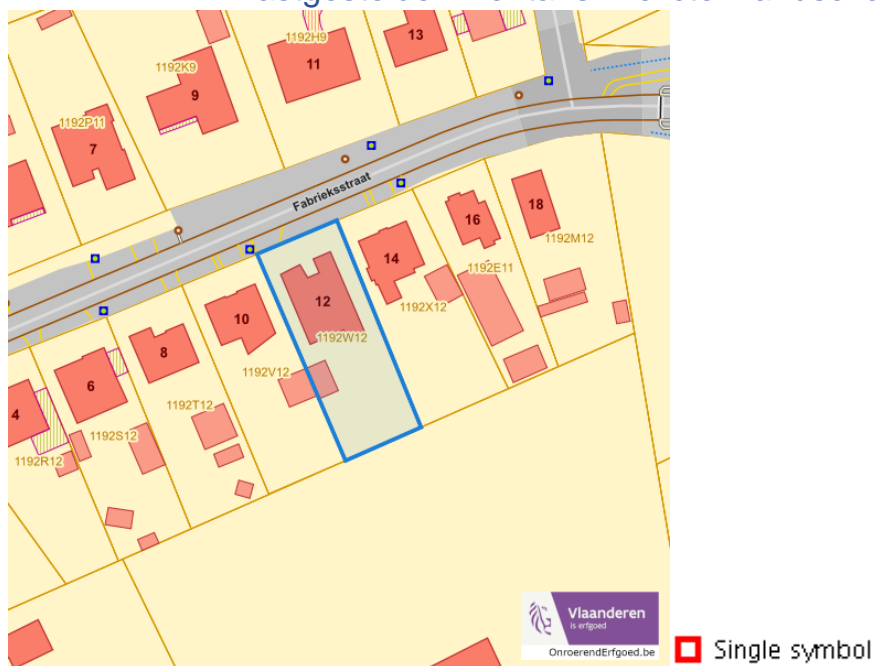 1192H9
13
11
1192K9
9
1192P11
7
Fabrieksstraat
16
18
1192M12
14
1192E11
1192X12
12
10
1192W12
8
1192V12
6
1192T12
4
1192S12
1192R12
Vlaanderen
is erfgoed
OnroerendErfgoed.be
Single symbol